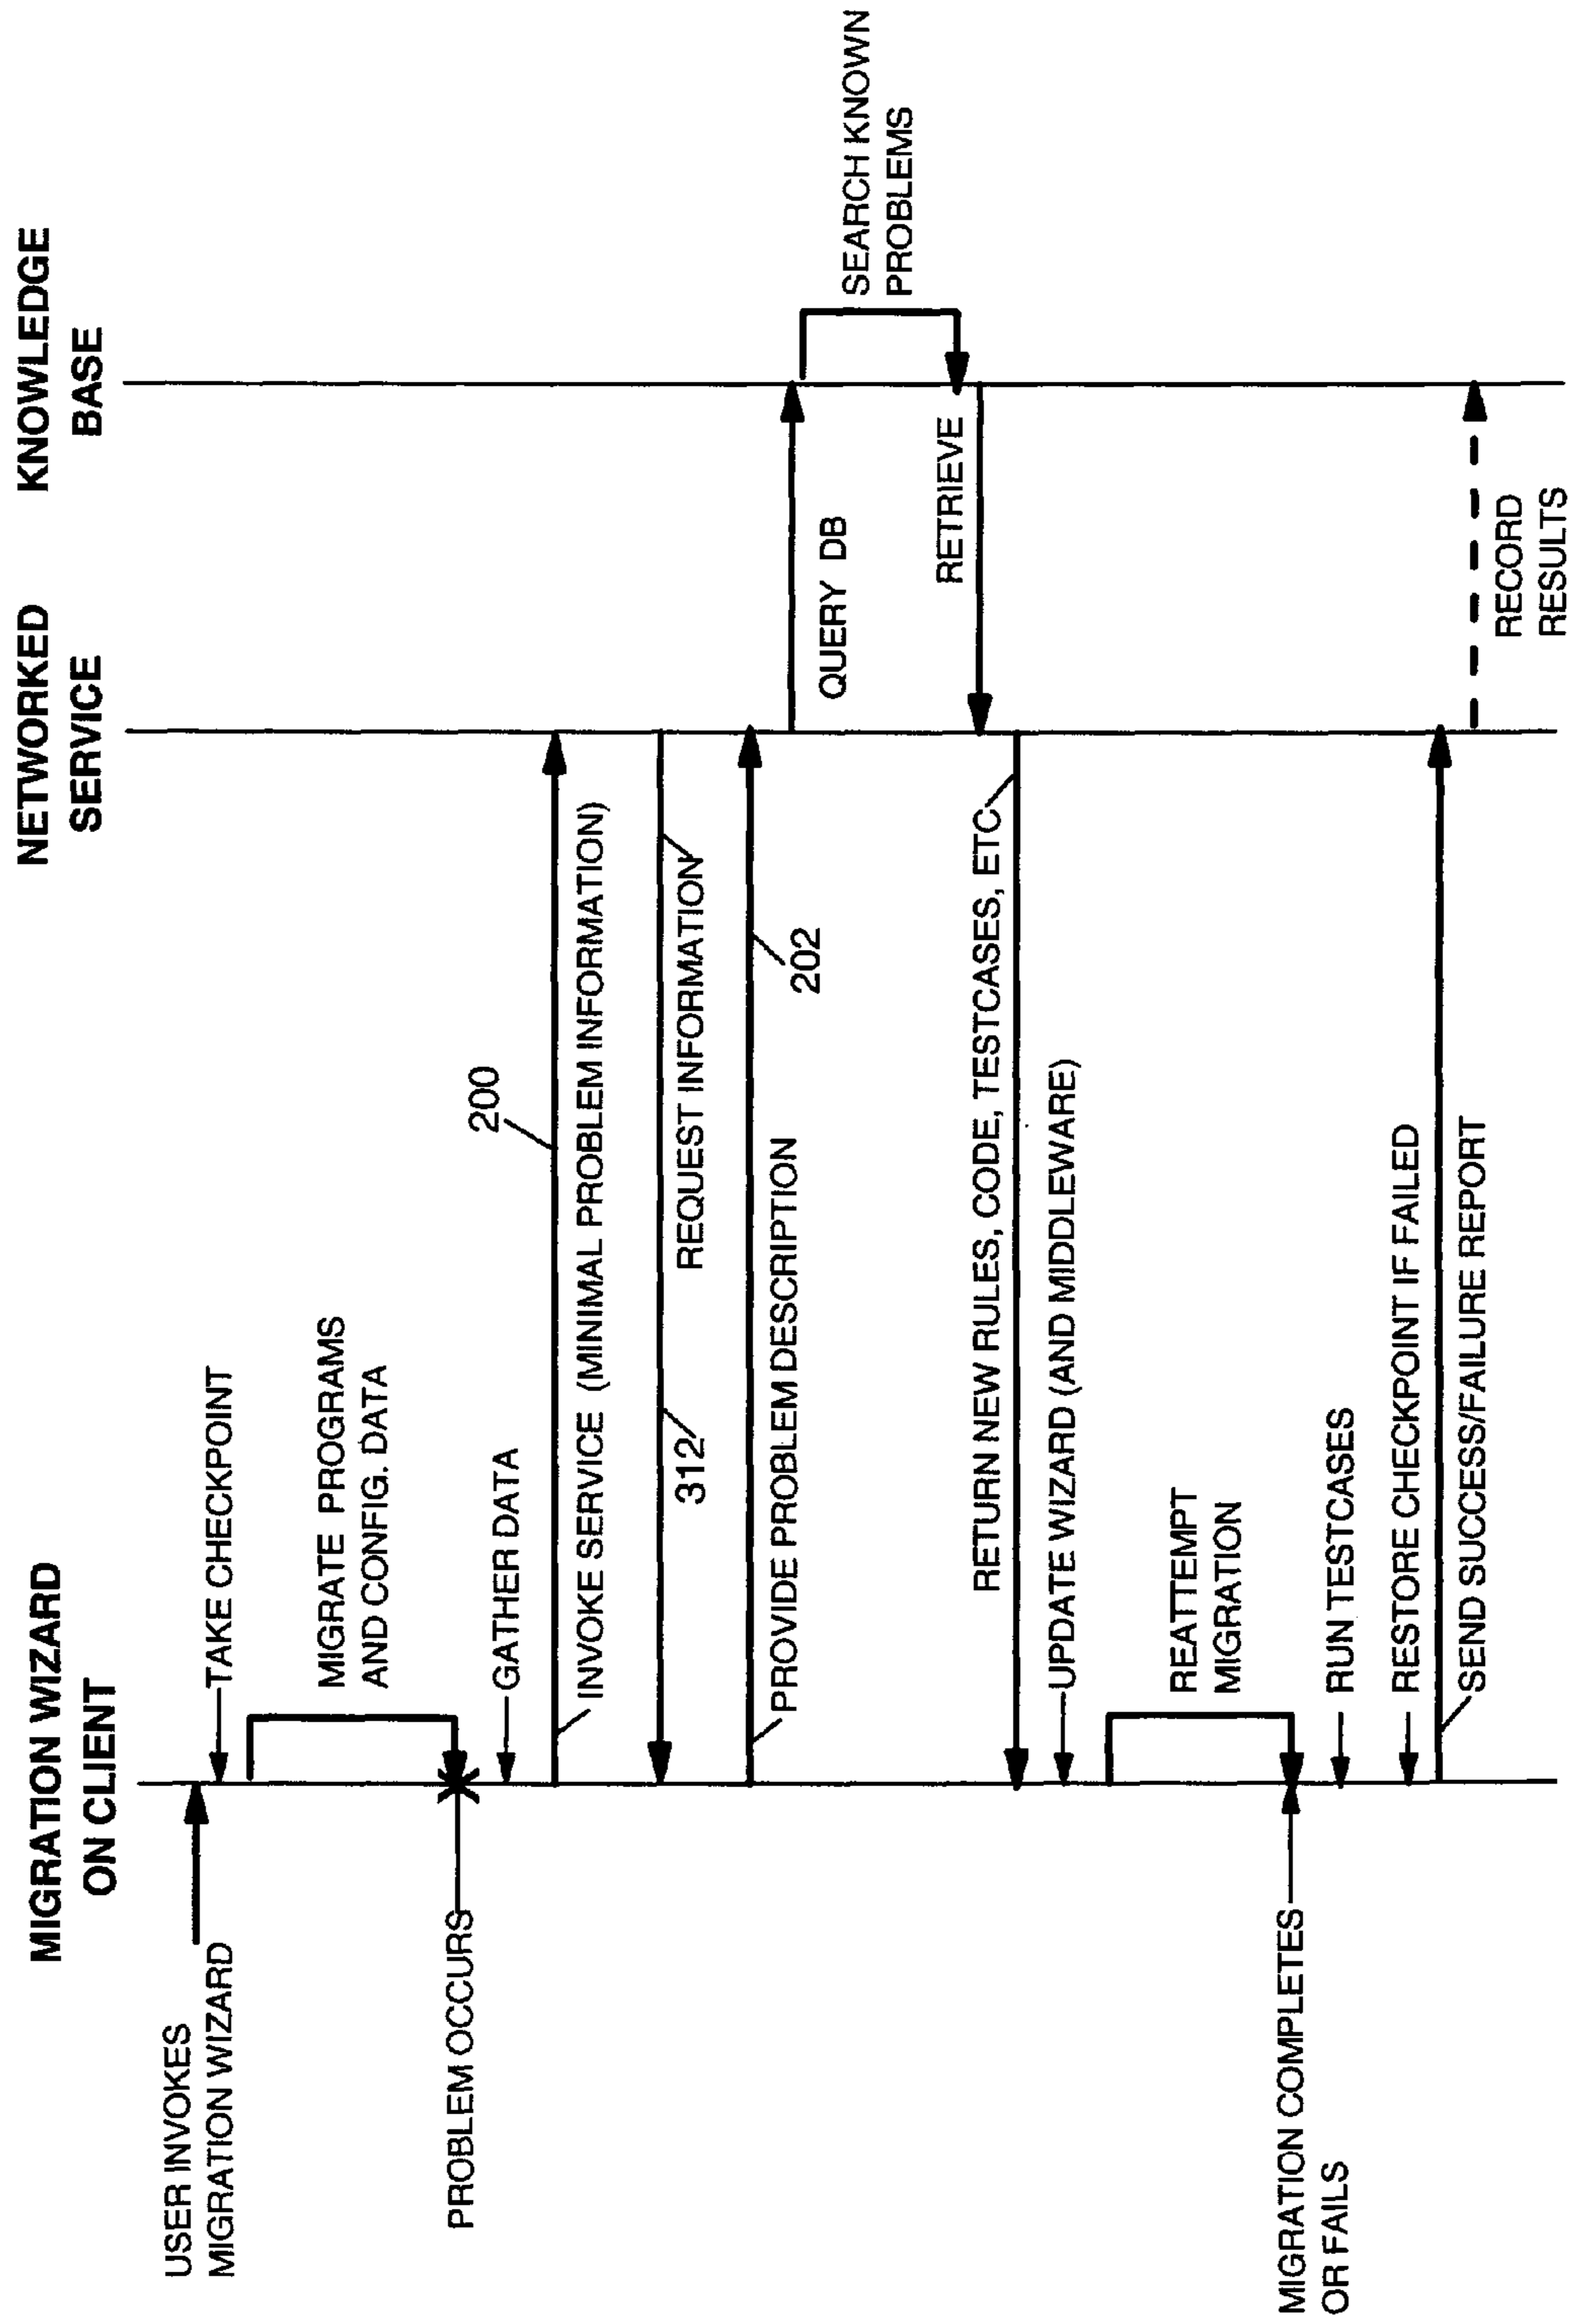 MIGRATION WIZARD
ON CLIENT
NETWORKED
SERVICE
KNOWLEDGE
BASE
USER INVOKES
MIGRATION WIZARD
TAKE CHECKPOINT
MIGRATE PROGRAMS
AND CONFIG. DATA
PROBLEM OCCURS
GATHER DATA
200
INVOKE SERVICE (MINIMAL PROBLEM INFORMATION)
312
REQUEST INFORMATION
202
PROVIDE PROBLEM DESCRIPTION
QUERY DB
SEARCH KNOWN
PROBLEMS
RETRIEVE
RETURN NEW RULES, CODE, TESTCASES, ETC
UPDATE WIZARD (AND MIDDLEWARE)
REATTEMPT
MIGRATION
MIGRATION COMPLETES
OR FAILS
RUN TESTCASES
RESTORE CHECKPOINT IF FAILED
SEND SUCCESS/FAILURE REPORT
RECORD
RESULTS